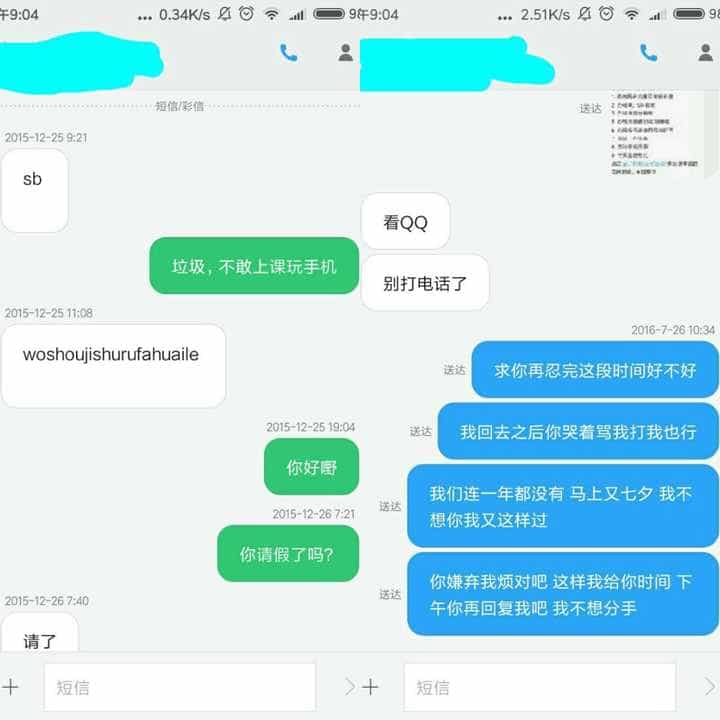 午9:04
... 0.34K/s
9
短信/彩信
2015-12-25 9:21
sb
垃圾，不敢上课玩手机
2015-12-25 11:08
woshoujishurufahuaile
2015-12-25 19:04
你好嘢
2015-12-26 7:21
你请假了吗？
2015-12-26 7:40
请了
短信
午9:04
... 2.51K/s
98
送达
看QQ
别打电话了
2016-7-26 10:34
送达
求你再忍完这段时间好不好
送达
我回去之后你哭着骂我打我也行
送达
我们连一年都没有 马上又七夕 我不
想你我又这样过
送达
你嫌弃我烦对吧 这样我给你时间 下
午你再回复我吧 我不想分手
短信